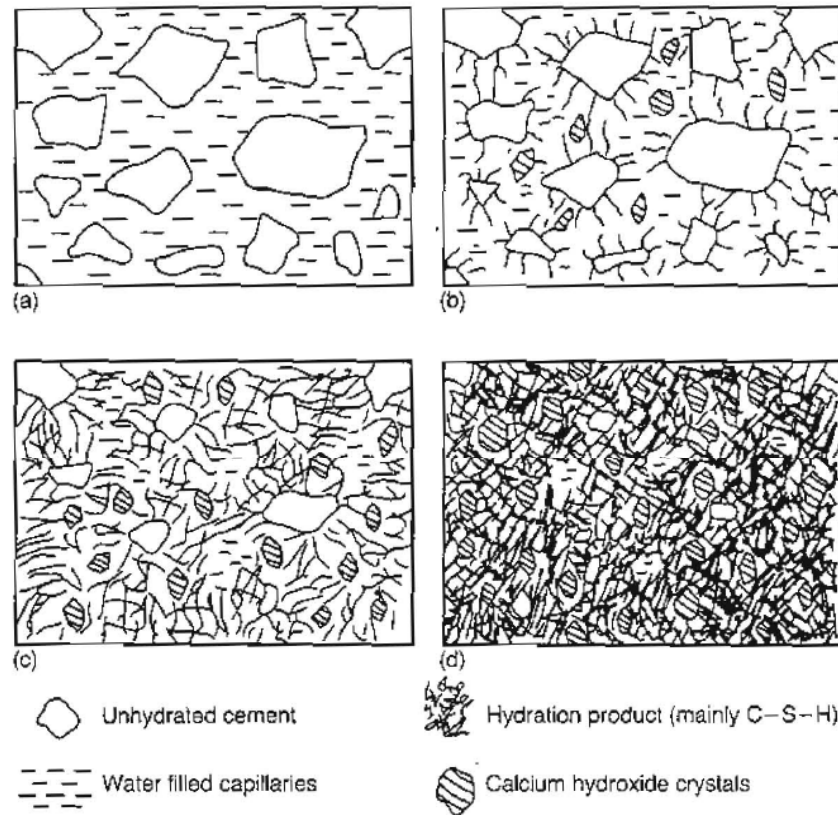 (a)
(b)
(c)
(d)
Unhydrated cement
Hydration product (mainly C–S–H)
Water filled capillaries
Calcium hydroxide crystals